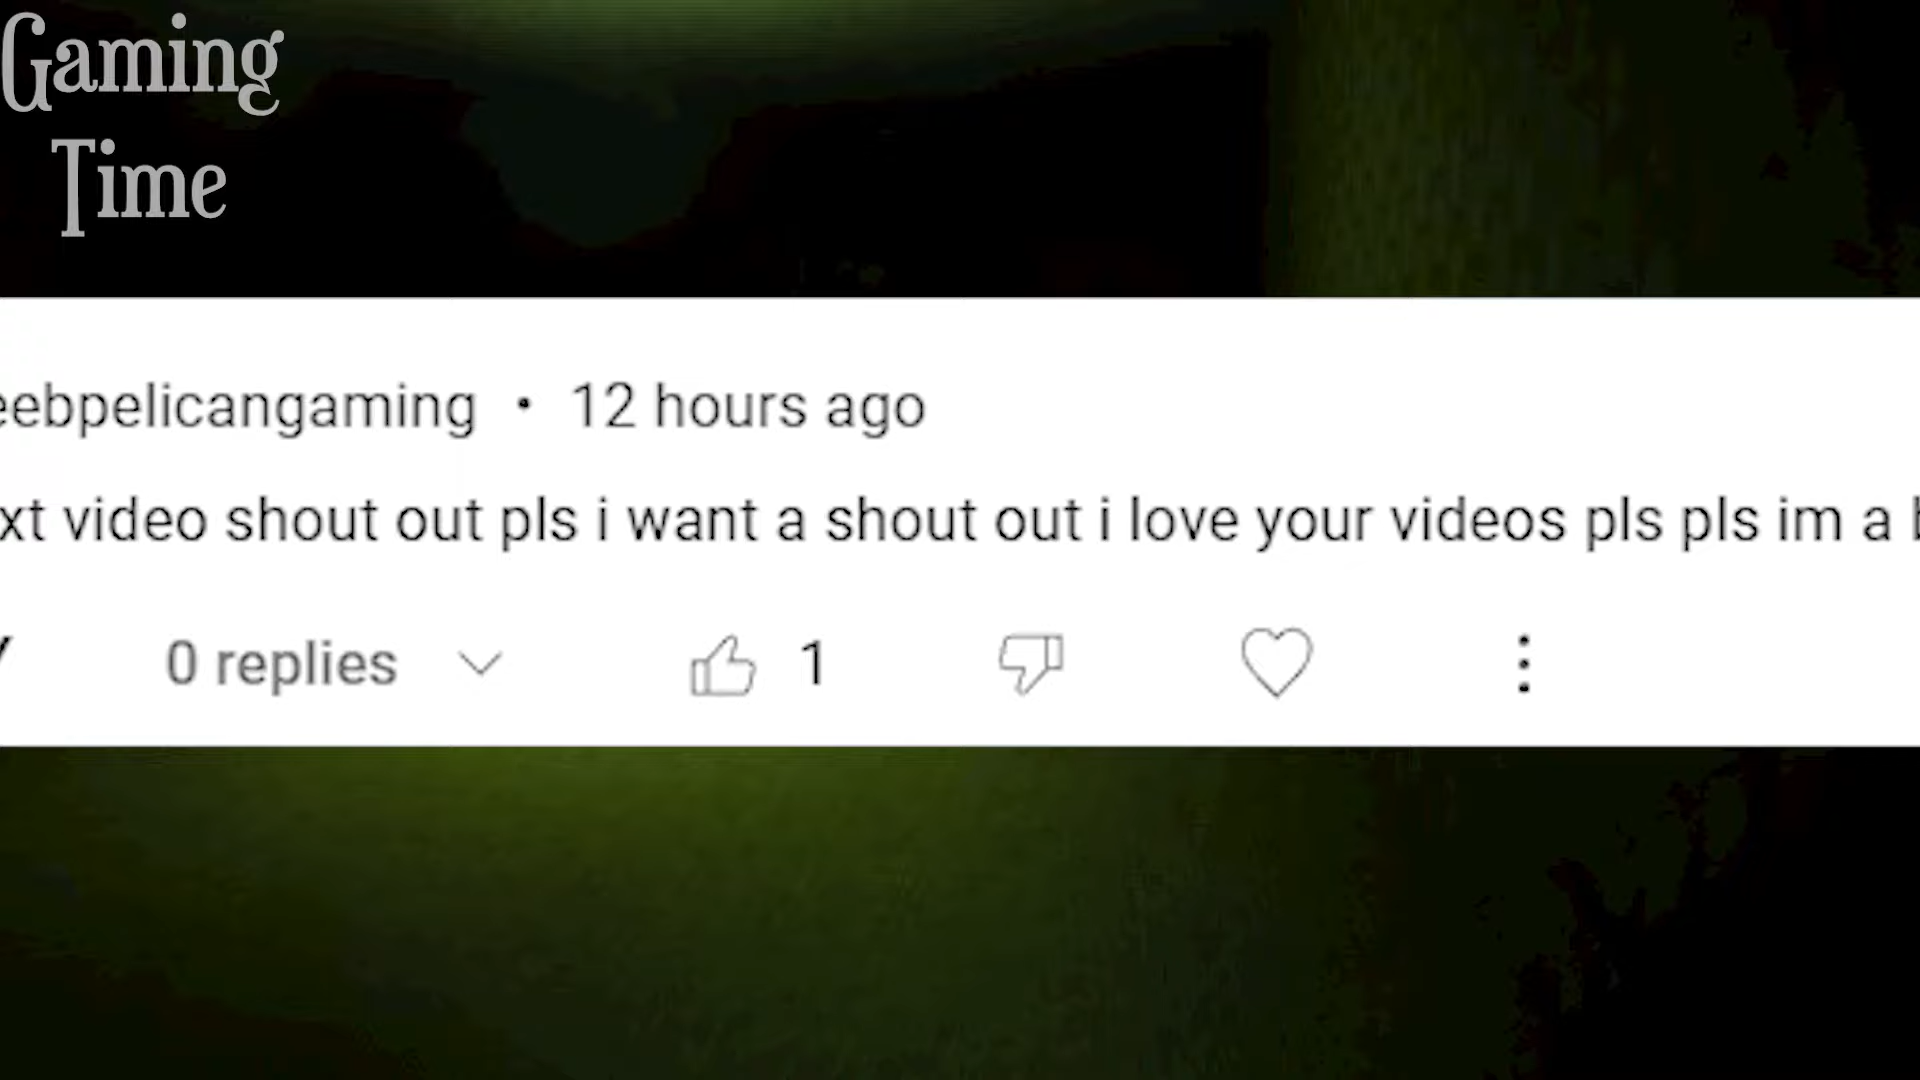 Gaming
Time
eebpelicangaming • 12 hours ago
xt video shout out pls i want a shout out i love your videos pls pls im a
0 replies
1